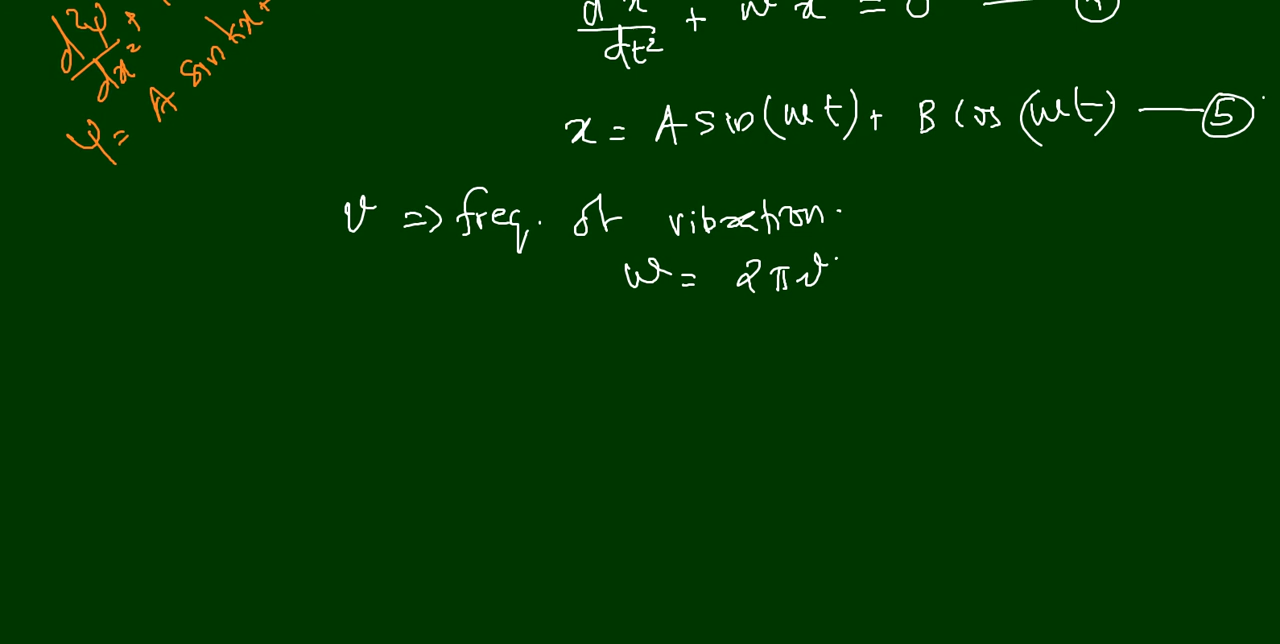 d²ψ/dx² +
ψ = A sin kx +
d²x/dt² + ω²x = 0 —— (4)
x = A sin(ωt) + B cos(ωt) —— (5)
ν => freq. of vibration.
ω = 2πν.